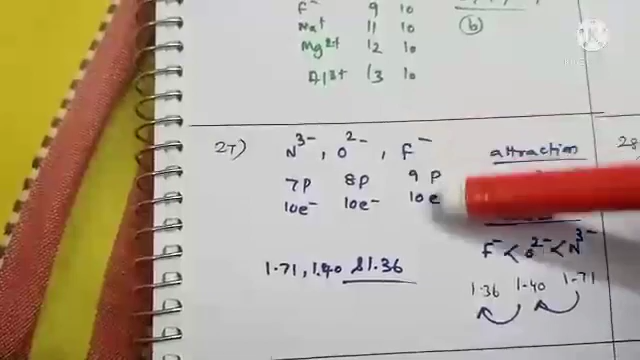 F⁻ 9 10
Na⁺ 11 10
Mg²⁺ 12 10
Al³⁺ 13 10
(b)
27) N³⁻, O²⁻, F⁻
7P 8P 9P
10e⁻ 10e⁻ 10e
1.71, 1.40 & 1.36
attraction
F⁻ < O²⁻ < N³⁻
1.36 1.40 1.71
28